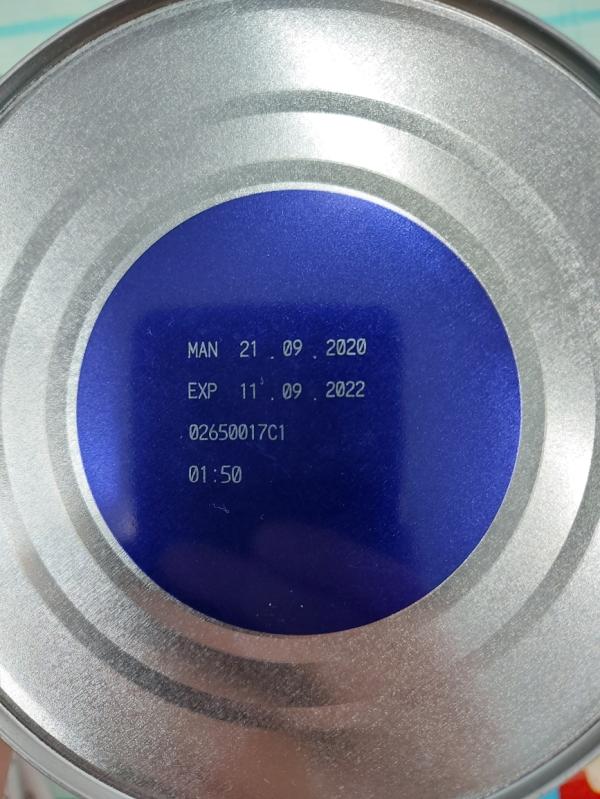 MAN 21 . 09 . 2020
EXP 11 . 09 . 2022
02650017C1
01:50